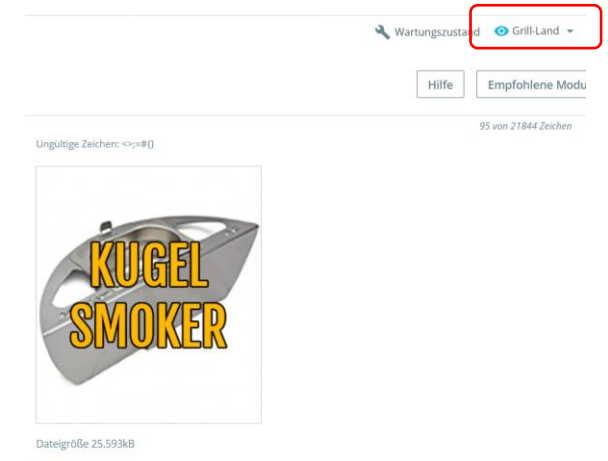 Wartungszustand Grill-Land
Hilfe Empfohlene Modu
95 von 21844 Zeichen
Ungültige Zeichen: <>;=#{}
KUGEL
SMOKER
Dateigröße 25.593kB